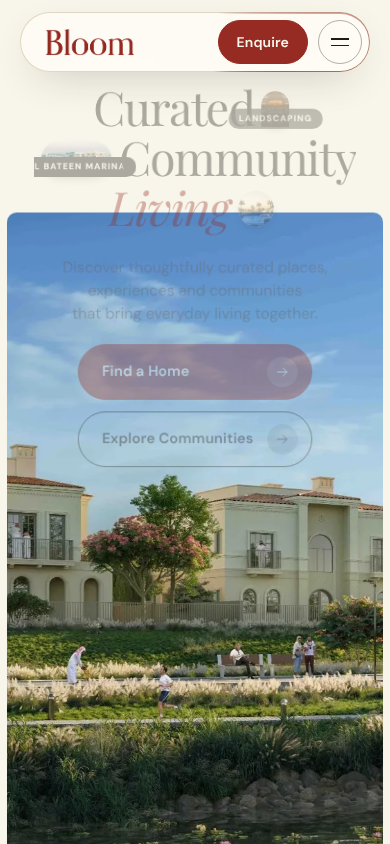 Bloom
Enquire
Curated
LANDSCAPING
L BATEEN MARINA
Community
Living
Discover thoughtfully curated places,
experiences and communities
that bring everyday living together.
Find a Home
Explore Communities